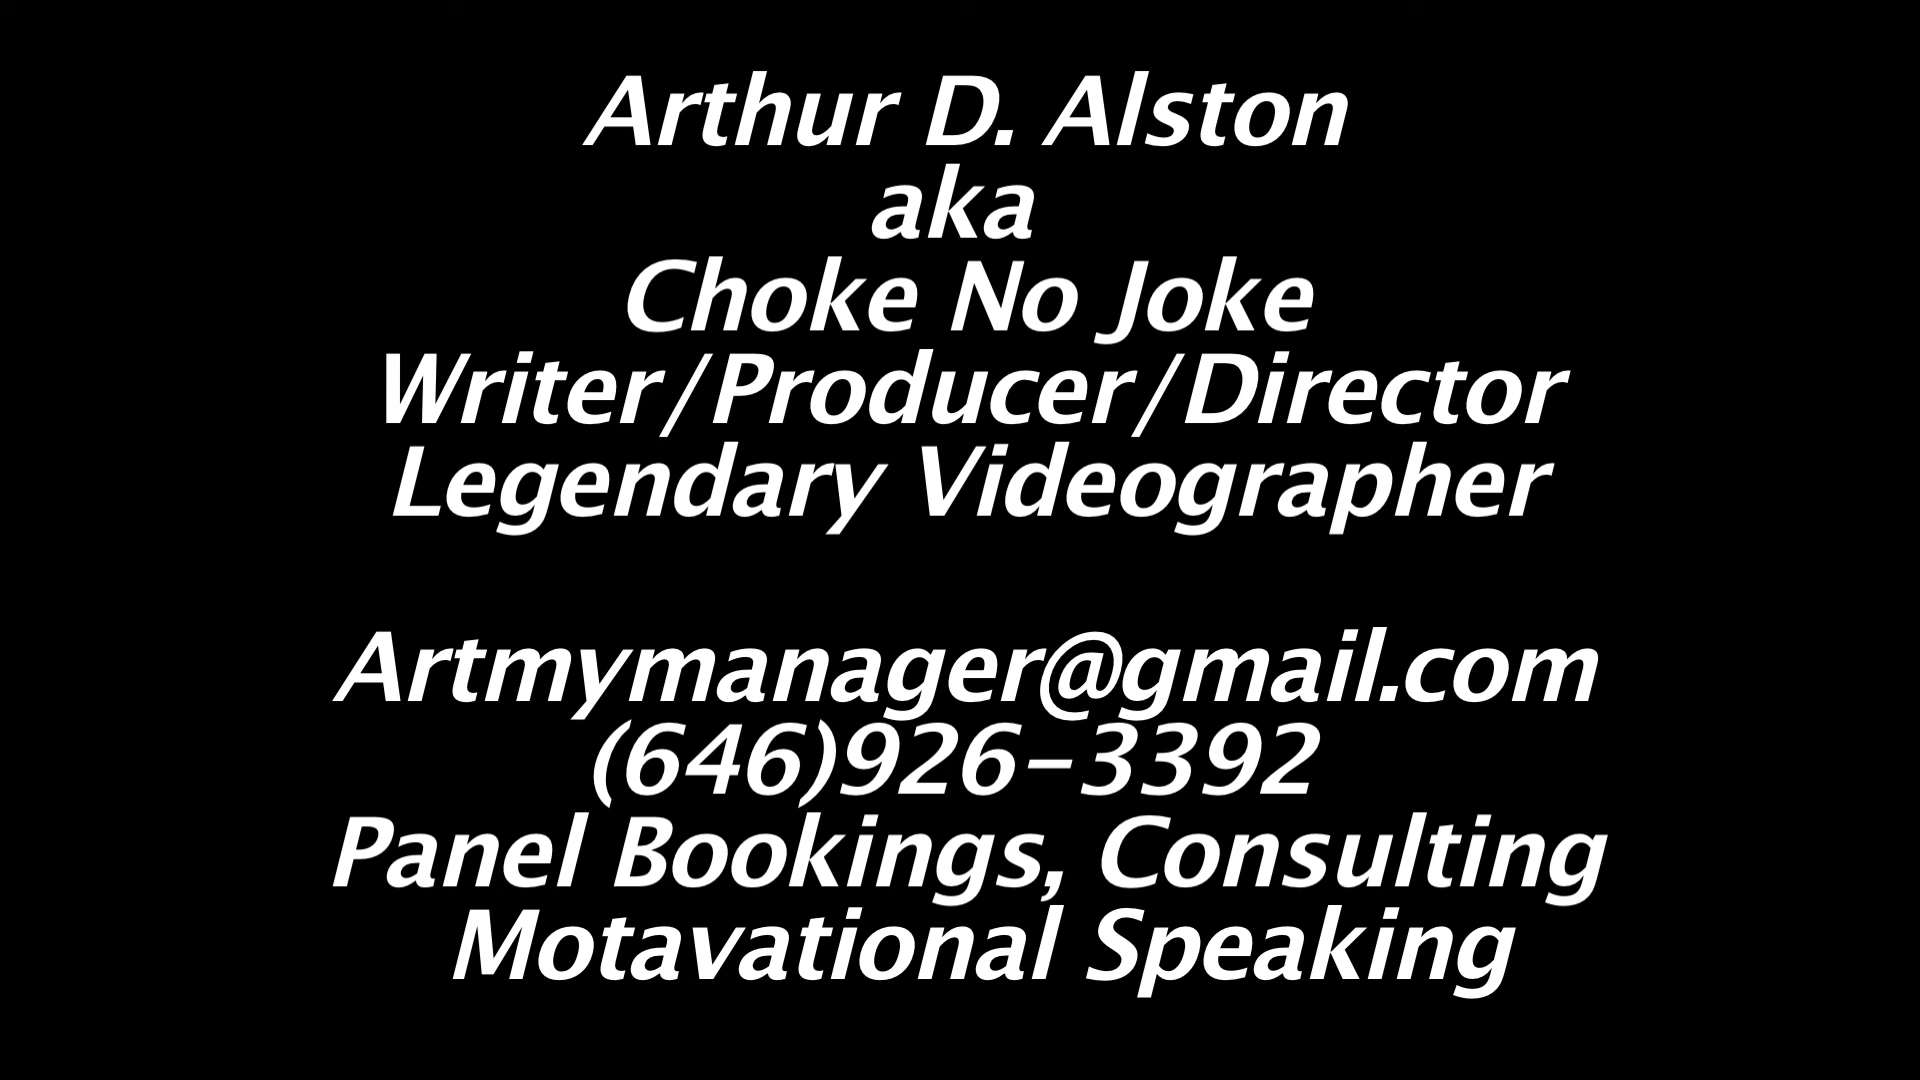 Arthur D. Alston
aka
Choke No Joke
Writer/Producer/Director
Legendary Videographer
Artmymanager@gmail.com
(646)926-3392
Panel Bookings, Consulting
Motavational Speaking